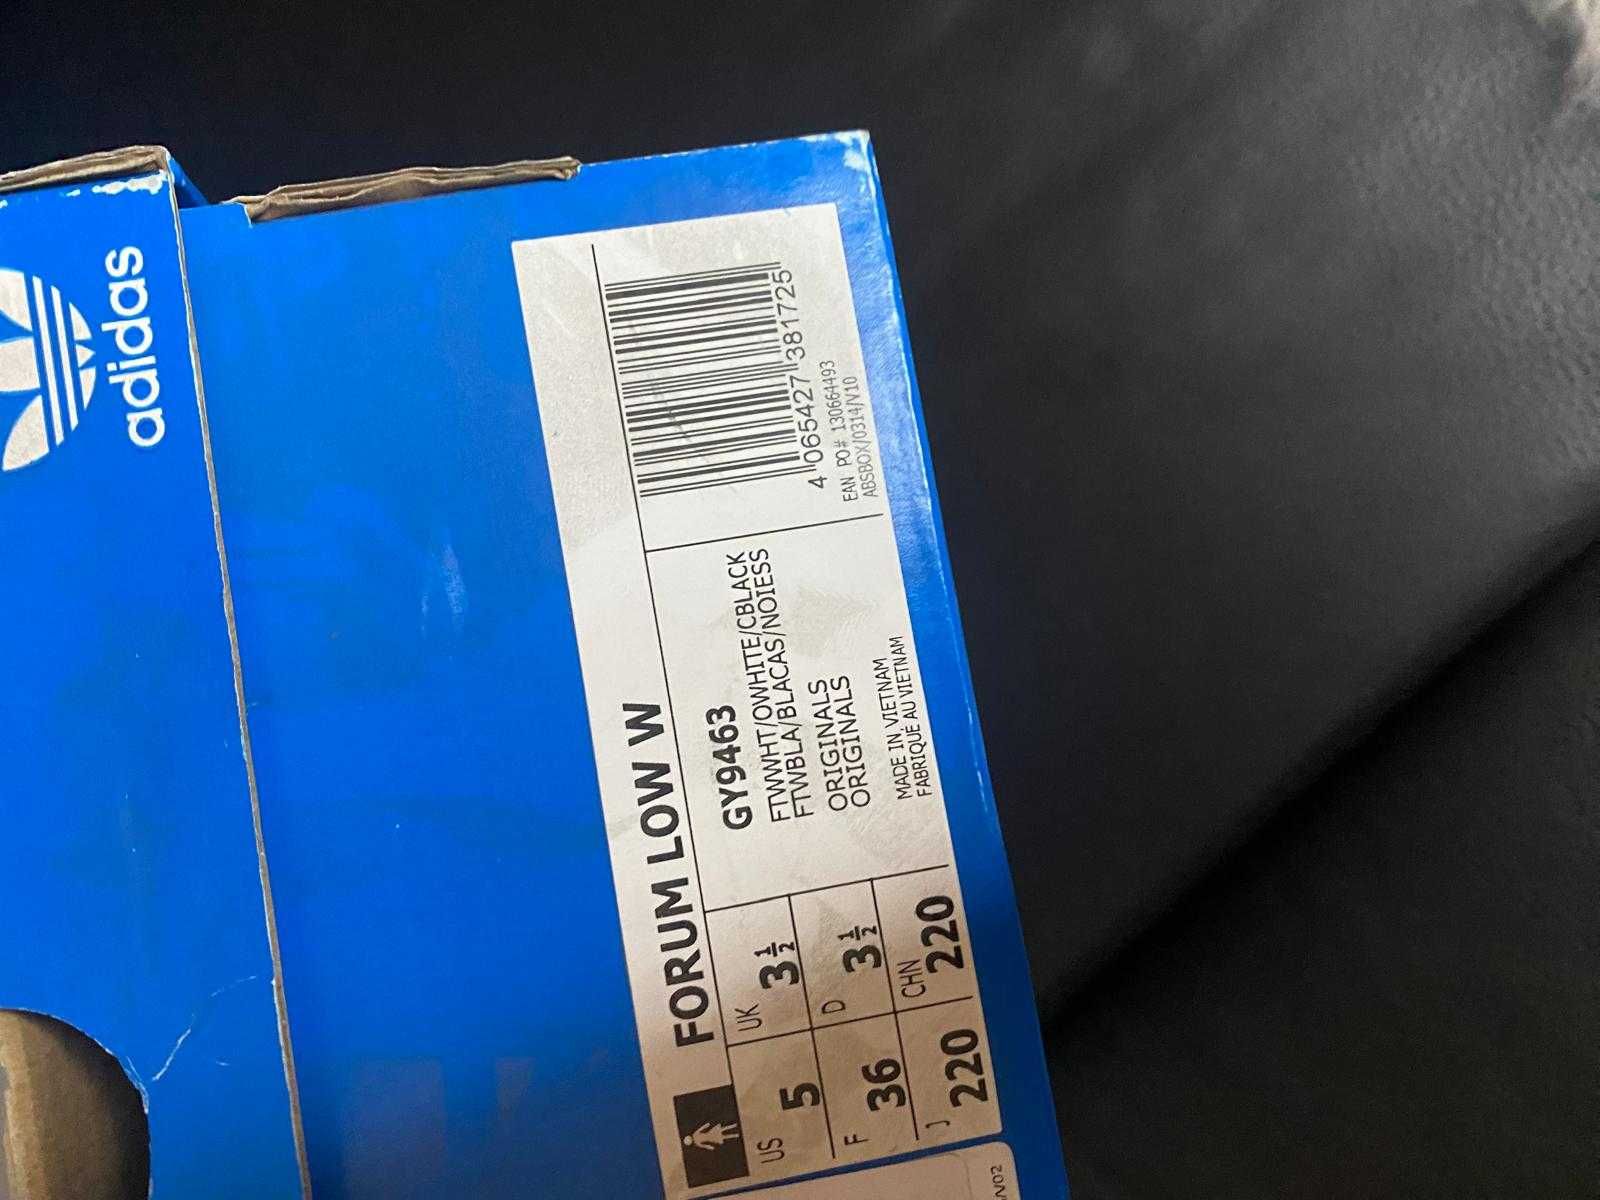 adidas
FORUM LOW W
GY9463
FTWWHT/OWHITE/CBLACK
FTWBLA/BLACAS/NOIESS
ORIGINALS
ORIGINALS
MADE IN VIETNAM
FABRIQUÉ AU VIETNAM
4 065427 381725
EAN PO# 130664493
ABSBOX/0314/V10
US 5
UK 3½
F 36
D 3½
J 220
CHN 220